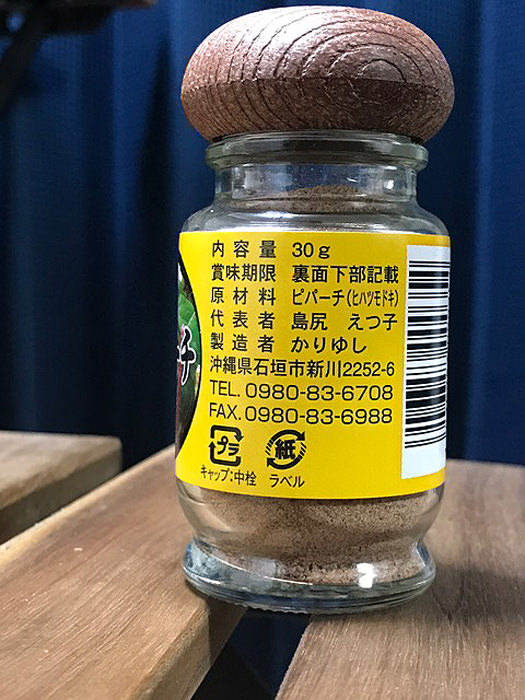 内容量 30g
賞味期限 裏面下部記載
原材料 ピパーチ(ヒハツモドキ)
代表者 島尻 えつ子
製造者 かりゆし
沖縄県石垣市新川2252-6
TEL. 0980-83-6708
FAX. 0980-83-6988
プラ 紙
キャップ:中栓 ラベル
チ